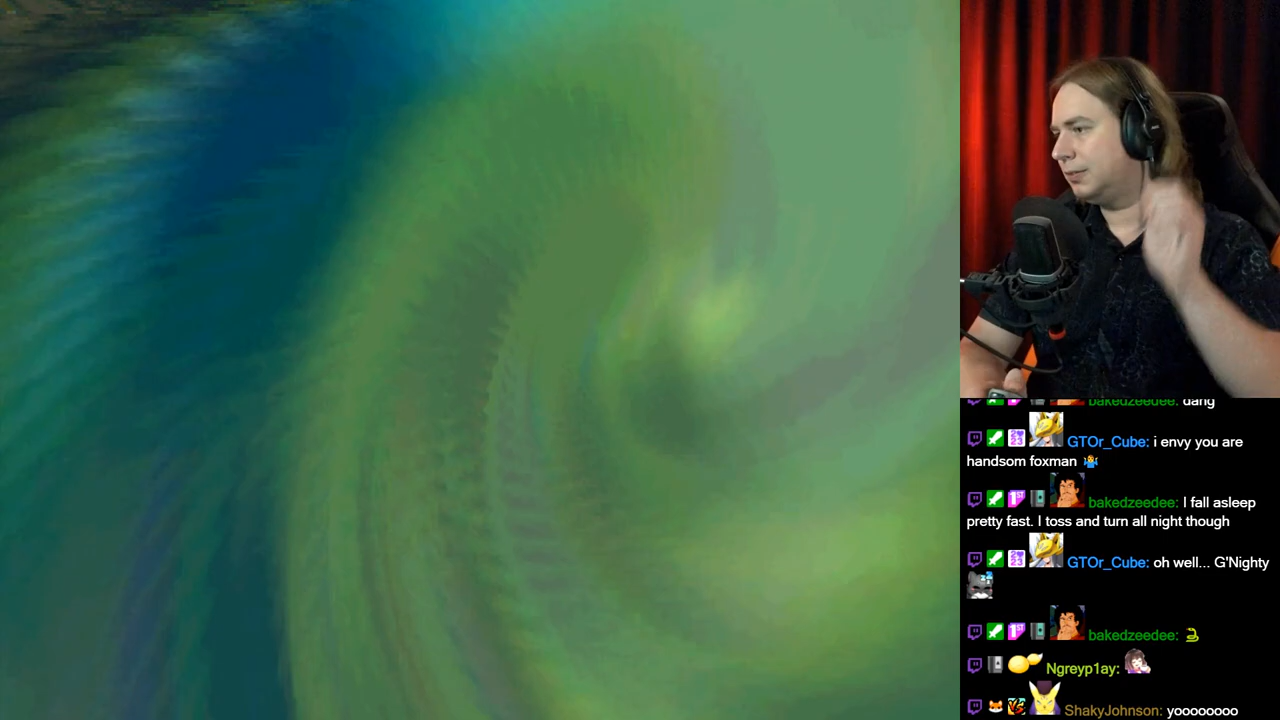 bakedzeedee: dang
GTOr_Cube: i envy you are
handsom foxman
bakedzeedee: I fall asleep
pretty fast. I toss and turn all night though
GTOr_Cube: oh well... G'Nighty
bakedzeedee:
Ngreyp1ay:
ShakyJohnson: yoooooooo